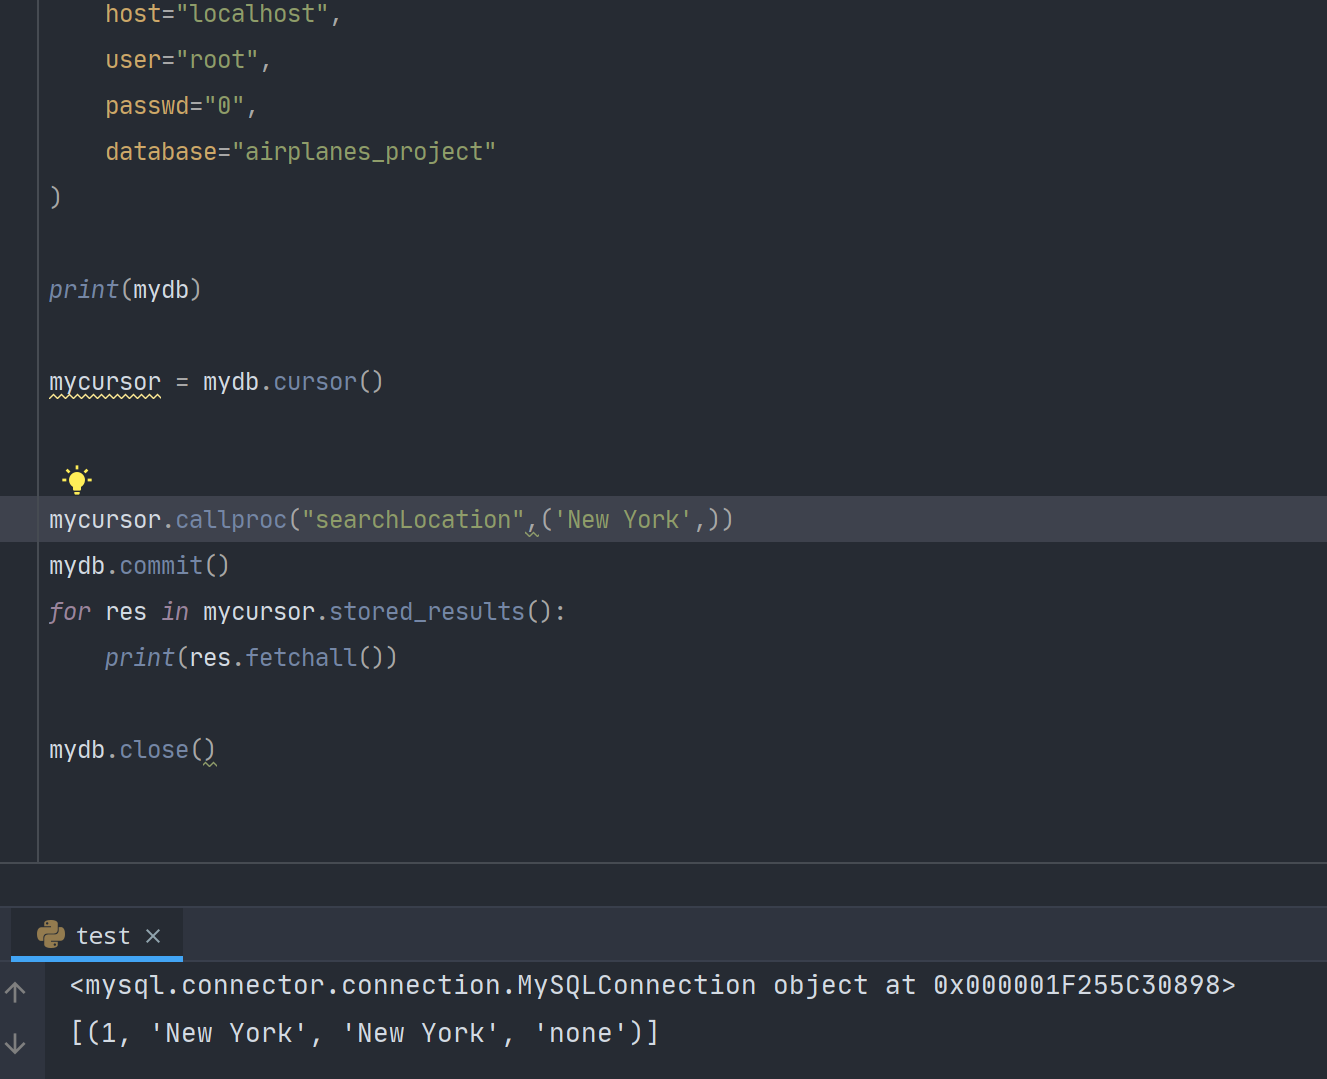 host="localhost",
user="root",
passwd="0",
database="airplanes_project"
)
print(mydb)
mycursor = mydb.cursor()
mycursor.callproc("searchLocation",('New York',))
mydb.commit()
for res in mycursor.stored_results():
print(res.fetchall())
mydb.close()
test
<mysql.connector.connection.MySQLConnection object at 0x000001F255C30898>
[(1, 'New York', 'New York', 'none')]